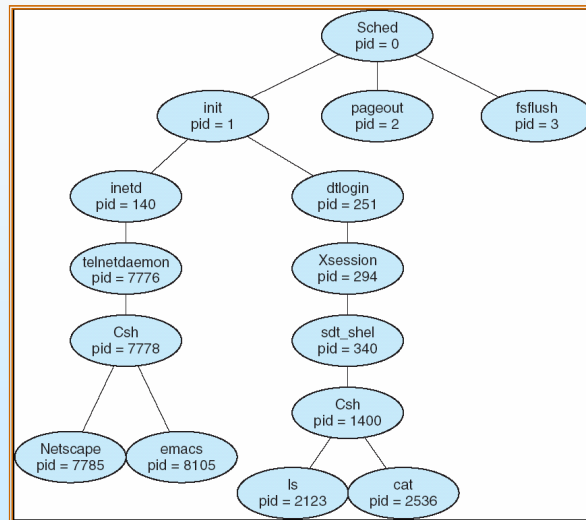 Sched
pid = 0
init
pid = 1
pageout
pid = 2
fsflush
pid = 3
inetd
pid = 140
dtlogin
pid = 251
telnetdaemon
pid = 7776
Xsession
pid = 294
Csh
pid = 7778
sdt_shel
pid = 340
Csh
pid = 1400
Netscape
pid = 7785
emacs
pid = 8105
ls
pid = 2123
cat
pid = 2536